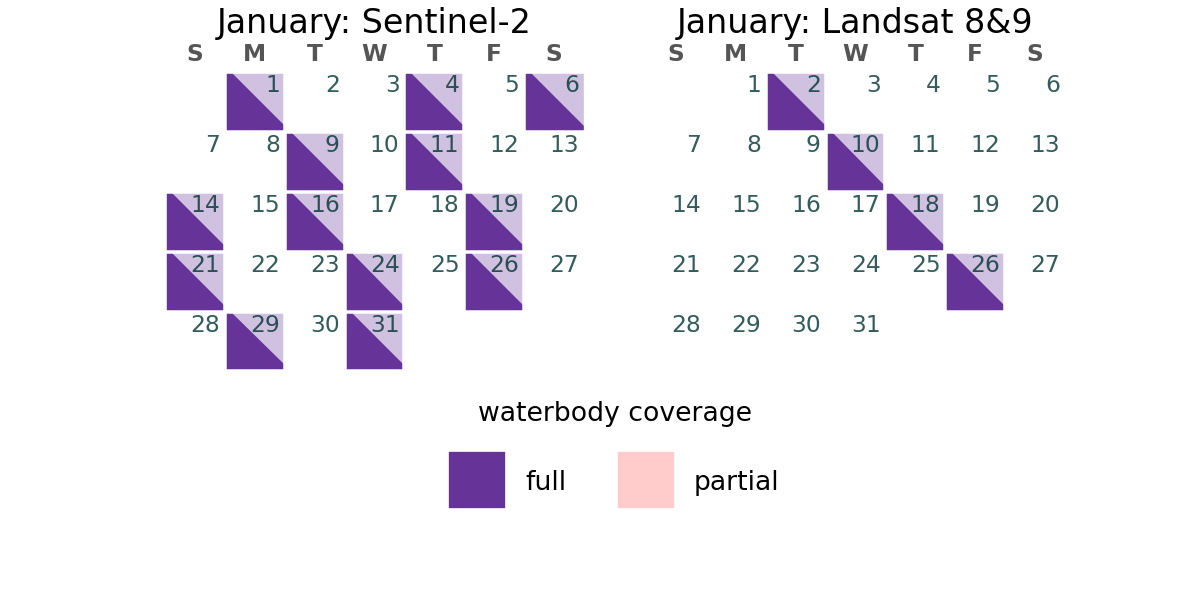 January: Sentinel-2
S M T W T F S
1 2 3 4 5 6
7 8 9 10 11 12 13
14 15 16 17 18 19 20
21 22 23 24 25 26 27
28 29 30 31
January: Landsat 8&9
S M T W T F S
1 2 3 4 5 6
7 8 9 10 11 12 13
14 15 16 17 18 19 20
21 22 23 24 25 26 27
28 29 30 31
waterbody coverage
full partial